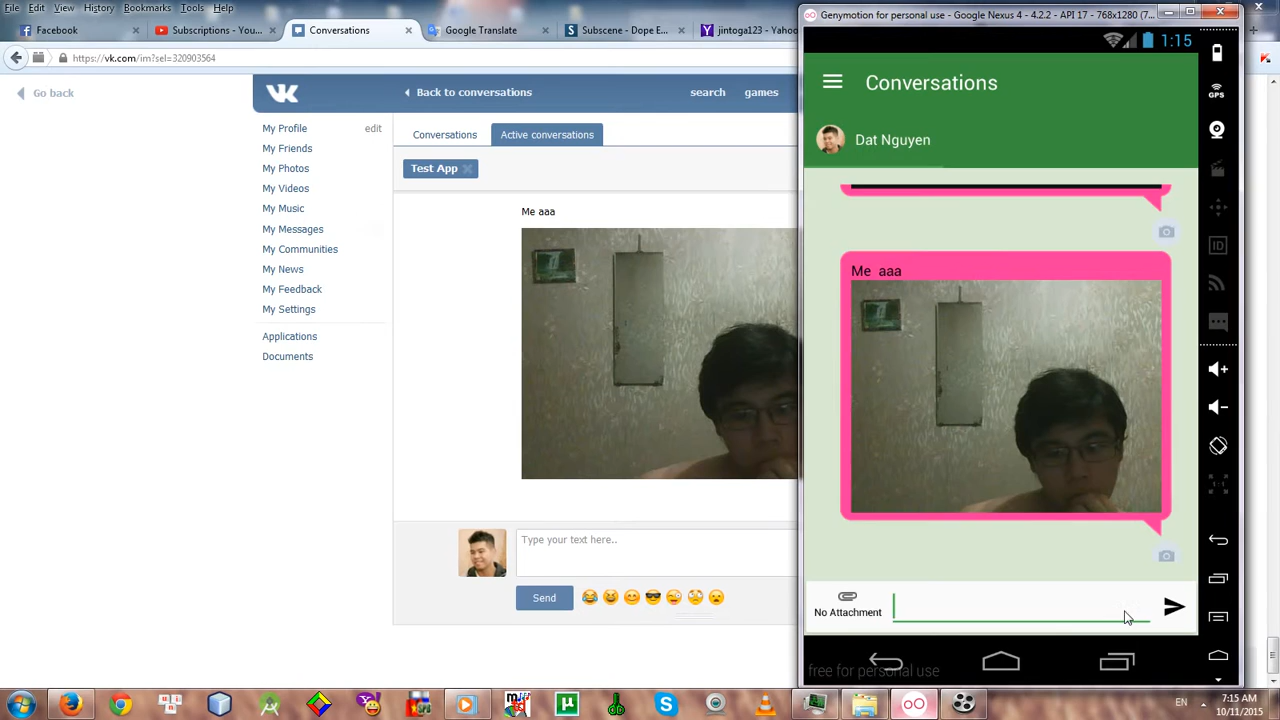 File Edit View History Bookmarks Tools Help
Facebook
Subscriptions - You...
Conversations
Google Translate
Subscene - Dope E...
jintoga123 - Yahoo
https://vk.com/im?sel=320903564
Go back
Back to conversations
search
games
My Profile
edit
My Friends
My Photos
My Videos
My Music
My Messages
My Communities
My News
My Feedback
My Settings
Applications
Documents
Conversations
Active conversations
Test App
Me aaa
Type your text here..
Send
Genymotion for personal use - Google Nexus 4 - 4.2.2 - API 17 - 768x1280 (7...
1:15
Conversations
Dat Nguyen
Me aaa
No Attachment
free for personal use
GPS
ID
EN
7:15 AM
10/11/2015